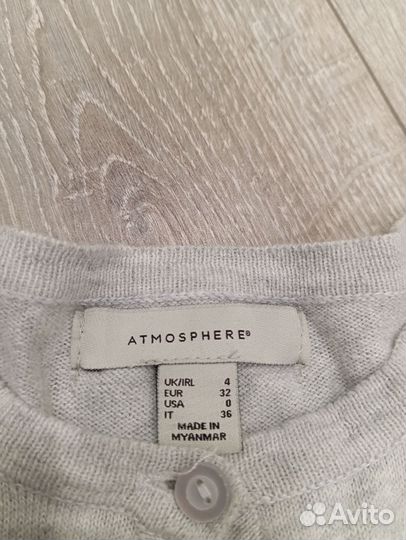 ATMOSPHERE®
UK/IRL 4
EUR 32
USA 0
IT 36
MADE IN
MYANMAR
Avito